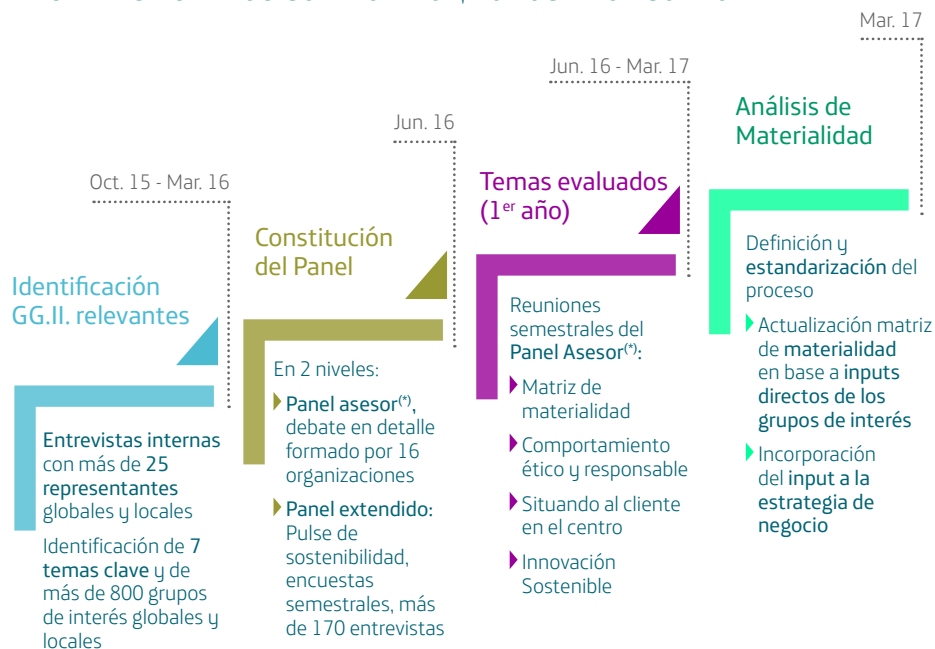 Oct. 15 - Mar. 16
Identificación
GG.II. relevantes
Entrevistas internas
con más de 25
representantes
globales y locales
Identificación de 7
temas clave y de
más de 800 grupos
de interés globales y
locales
Jun. 16
Constitución
del Panel
En 2 niveles:
Panel asesor(*),
debate en detalle
formado por 16
organizaciones
Panel extendido:
Pulse de
sostenibilidad,
encuestas
semestrales, más
de 170 entrevistas
Jun. 16 - Mar. 17
Temas evaluados
(1er año)
Reuniones
semestrales del
Panel Asesor(*):
Matriz de
materialidad
Comportamiento
ético y responsable
Situando al cliente
en el centro
Innovación
Sostenible
Mar. 17
Análisis de
Materialidad
Definición y
estandarización del
proceso
Actualización matriz
de materialidad
en base a inputs
directos de los
grupos de interés
Incorporación
del input a la
estrategia de
negocio